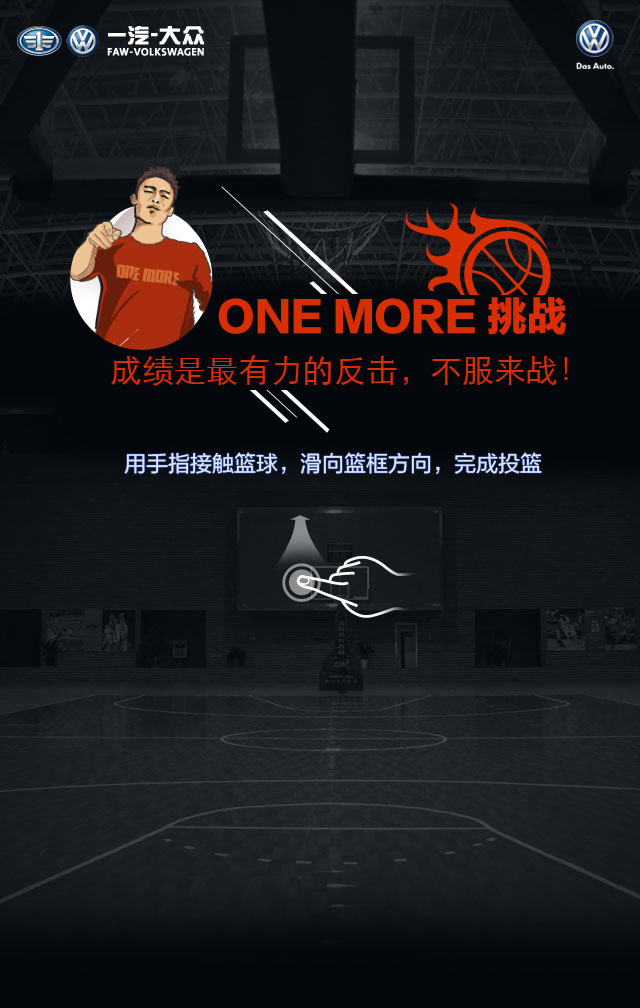 一汽-大众
FAW-VOLKSWAGEN
Das Auto.
ONE MORE
ONE MORE 挑战
成绩是最有力的反击，不服来战！
用手指接触篮球，滑向篮框方向，完成投篮